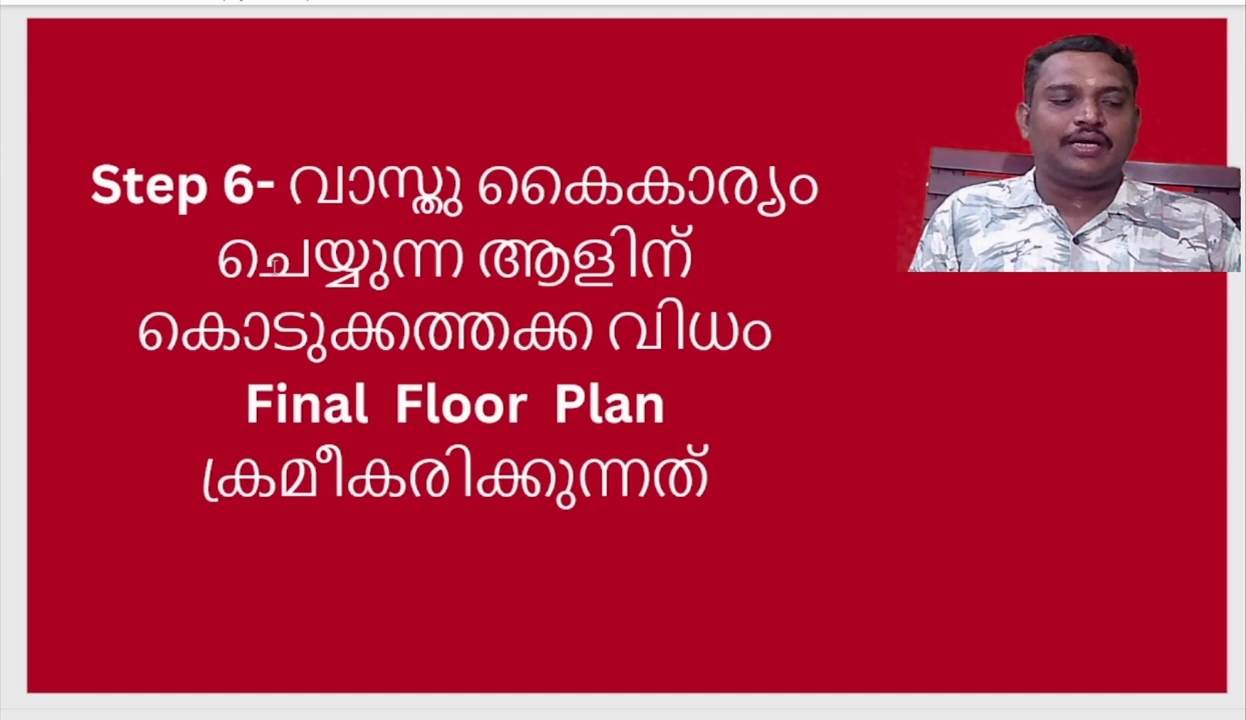 Step 6- വാസ്തു കൈകാര്യം
ചെയ്യുന്ന ആളിന്
കൊടുക്കത്തക്ക വിധം
Final Floor Plan
ക്രമീകരിക്കുന്നത്